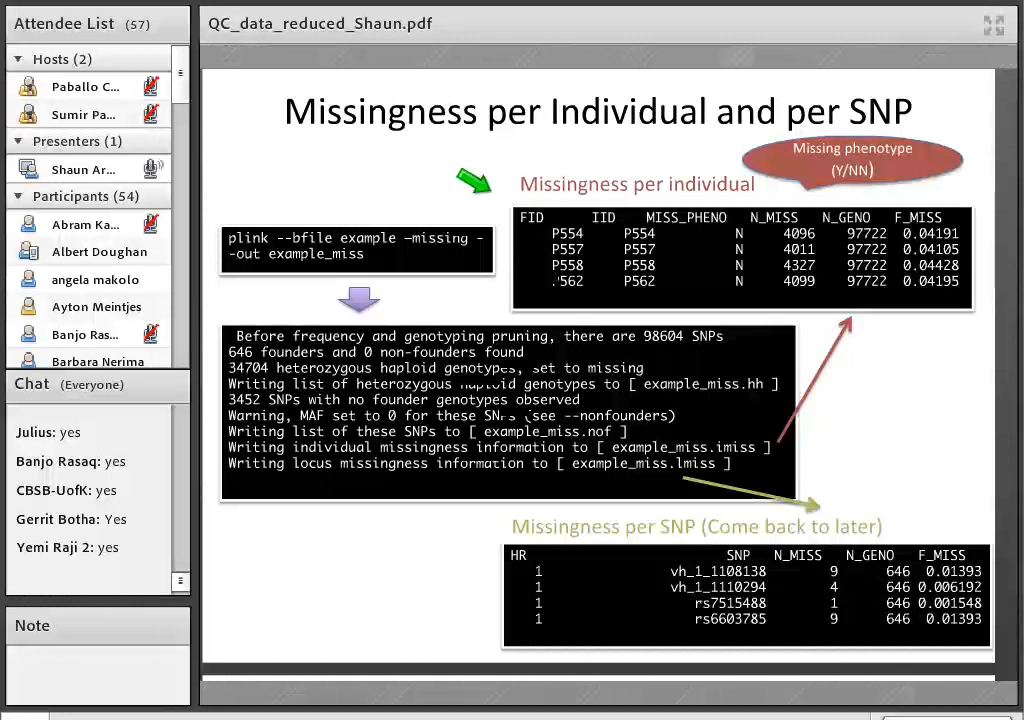 Attendee List (57)
Hosts (2)
Paballo C...
Sumir Pa...
Presenters (1)
Shaun Ar...
Participants (54)
Abram Ka...
Albert Doughan
angela makolo
Ayton Meintjes
Banjo Ras...
Barbara Nerima
Chat (Everyone)
Julius: yes
Banjo Rasaq: yes
CBSB-UofK: yes
Gerrit Botha: Yes
Yemi Raji 2: yes
Note
QC_data_reduced_Shaun.pdf
Missingness per Individual and per SNP
Missing phenotype
(Y/NN)
Missingness per individual
FID IID MISS_PHENO N_MISS N_GENO F_MISS
P554 P554 N 4096 97722 0.04191
P557 P557 N 4011 97722 0.04105
P558 P558 N 4327 97722 0.04428
P562 P562 N 4099 97722 0.04195
plink --bfile example —missing -
-out example_miss
Before frequency and genotyping pruning, there are 98604 SNPs
646 founders and 0 non-founders found
34704 heterozygous haploid genotypes, set to missing
Writing list of heterozygous haploid genotypes to [ example_miss.hh ]
3452 SNPs with no founder genotypes observed
Warning, MAF set to 0 for these SNPs (see --nonfounders)
Writing list of these SNPs to [ example_miss.nof ]
Writing individual missingness information to [ example_miss.imiss ]
Writing locus missingness information to [ example_miss.lmiss ]
Missingness per SNP (Come back to later)
HR SNP N_MISS N_GENO F_MISS
1 vh_1_1108138 9 646 0.01393
1 vh_1_1110294 4 646 0.006192
1 rs7515488 1 646 0.001548
1 rs6603785 9 646 0.01393